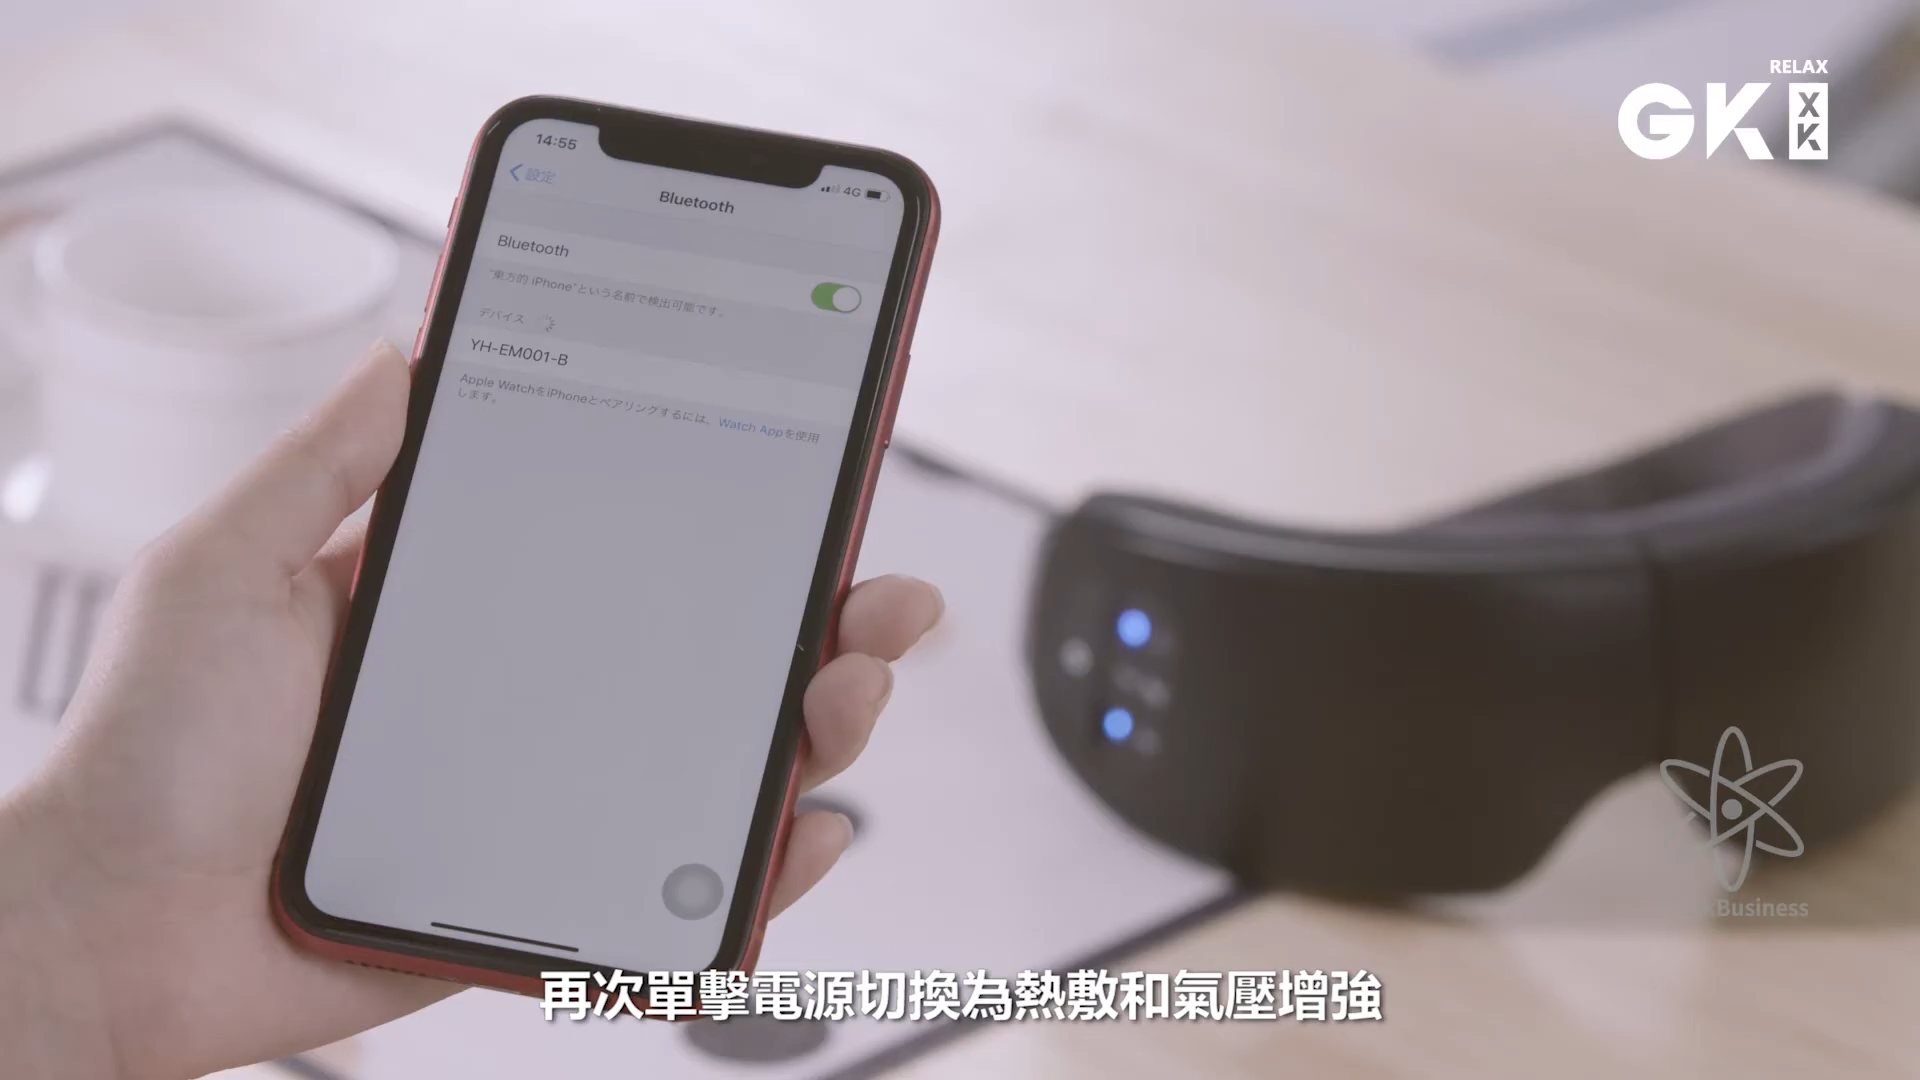 RELAX
GK
XK
14:55
4G
設定
Bluetooth
Bluetooth
"東方的 iPhone"という名前で検出可能です。
デバイス
YH-EM001-B
Apple WatchをiPhoneとペアリングするには、Watch Appを使用
します。
Business
再次單擊電源切換為熱敷和氣壓增強